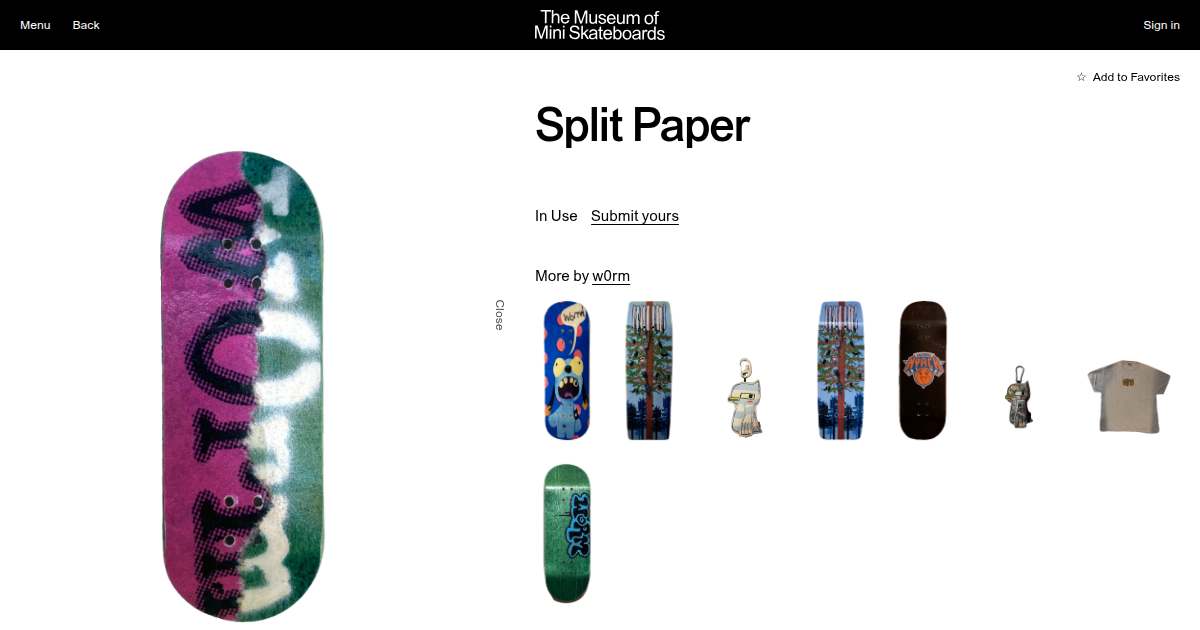 Menu
Back
The Museum of
Mini Skateboards
Sign in
☆ Add to Favorites
Split Paper
In Use Submit yours
More by w0rm
Close